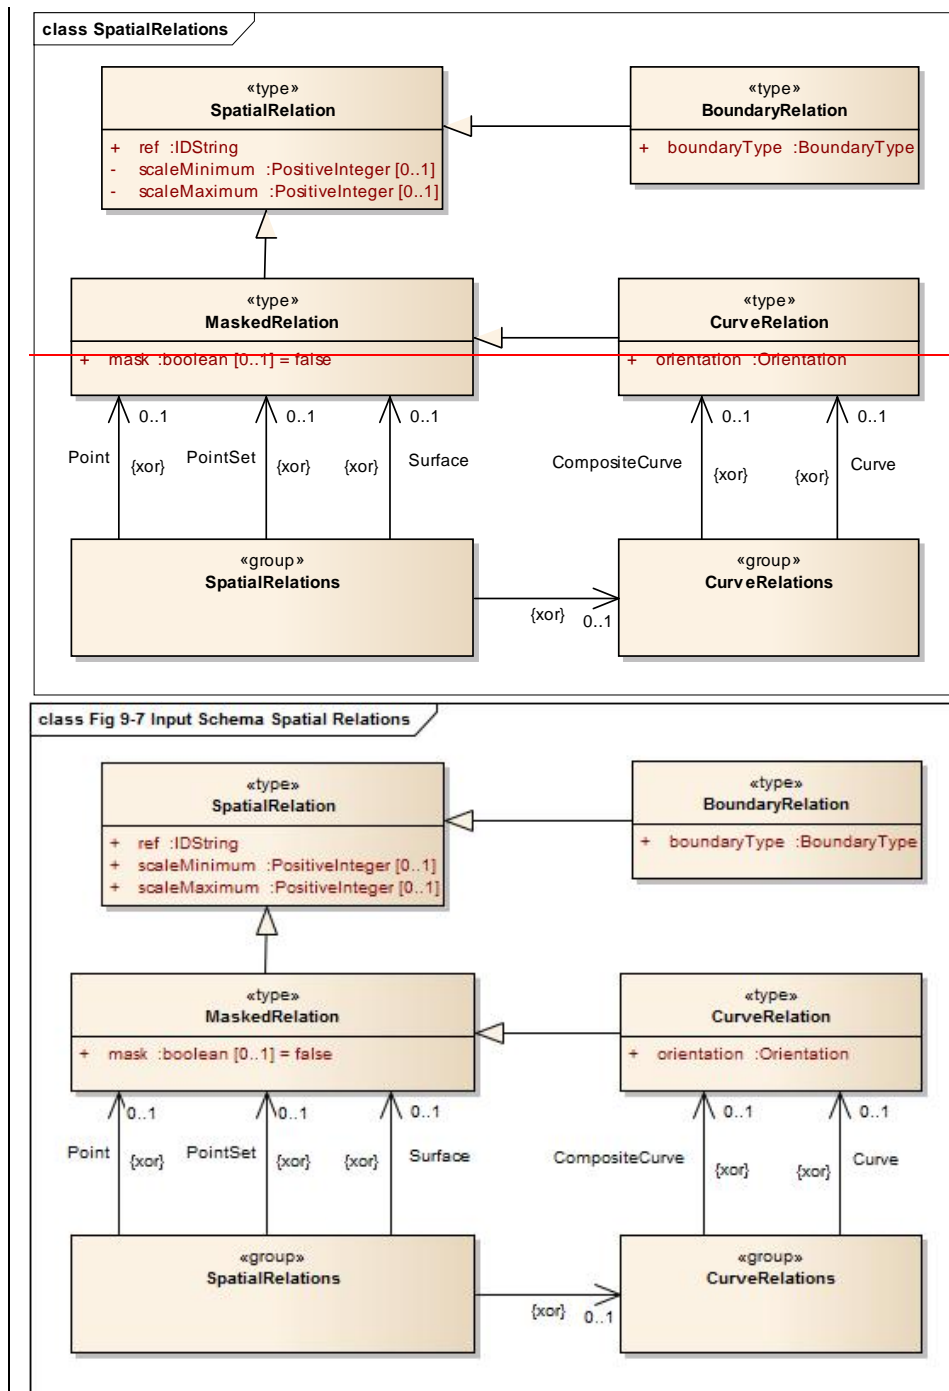 class SpatialRelations
«type»
SpatialRelation
+ ref :IDString
- scaleMinimum :PositiveInteger [0..1]
- scaleMaximum :PositiveInteger [0..1]
«type»
BoundaryRelation
+ boundaryType :BoundaryType
«type»
MaskedRelation
+ mask :boolean [0..1] = false
«type»
CurveRelation
+ orientation :Orientation
0..1
0..1
0..1
0..1
0..1
Point
{xor}
PointSet
{xor}
{xor}
Surface
CompositeCurve
{xor}
{xor}
Curve
«group»
SpatialRelations
«group»
CurveRelations
{xor}
0..1
class Fig 9-7 Input Schema Spatial Relations
«type»
SpatialRelation
+ ref :IDString
+ scaleMinimum :PositiveInteger [0..1]
+ scaleMaximum :PositiveInteger [0..1]
«type»
BoundaryRelation
+ boundaryType :BoundaryType
«type»
MaskedRelation
+ mask :boolean [0..1] = false
«type»
CurveRelation
+ orientation :Orientation
0..1
0..1
0..1
0..1
0..1
Point
{xor}
PointSet
{xor}
{xor}
Surface
CompositeCurve
{xor}
{xor}
Curve
«group»
SpatialRelations
«group»
CurveRelations
{xor}
0..1